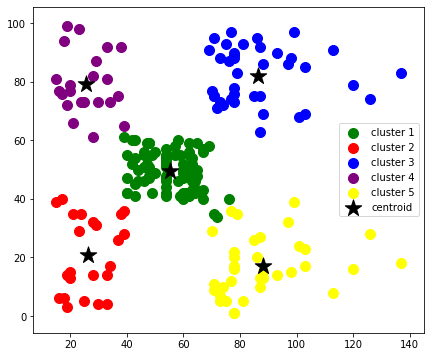 100
80
60
40
20
0
cluster 1
cluster 2
cluster 3
cluster 4
cluster 5
centroid
20 40 60 80 100 120 140